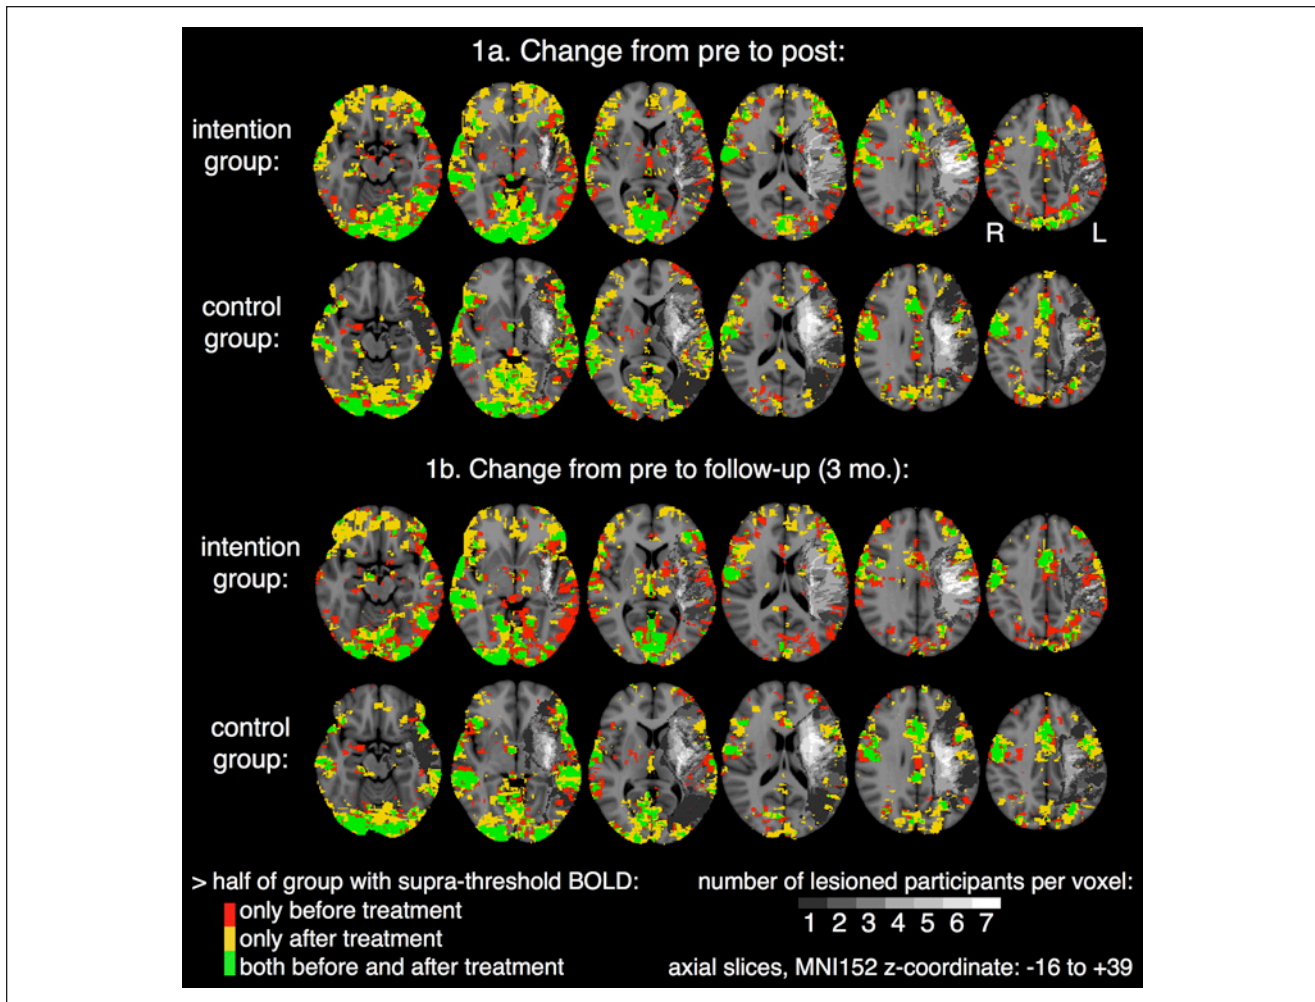 1a. Change from pre to post:
intention
group:
R L
control
group:
1b. Change from pre to follow-up (3 mo.):
intention
group:
control
group:
> half of group with supra-threshold BOLD:
only before treatment
only after treatment
both before and after treatment
number of lesioned participants per voxel:
1 2 3 4 5 6 7
axial slices, MNI152 z-coordinate: -16 to +39